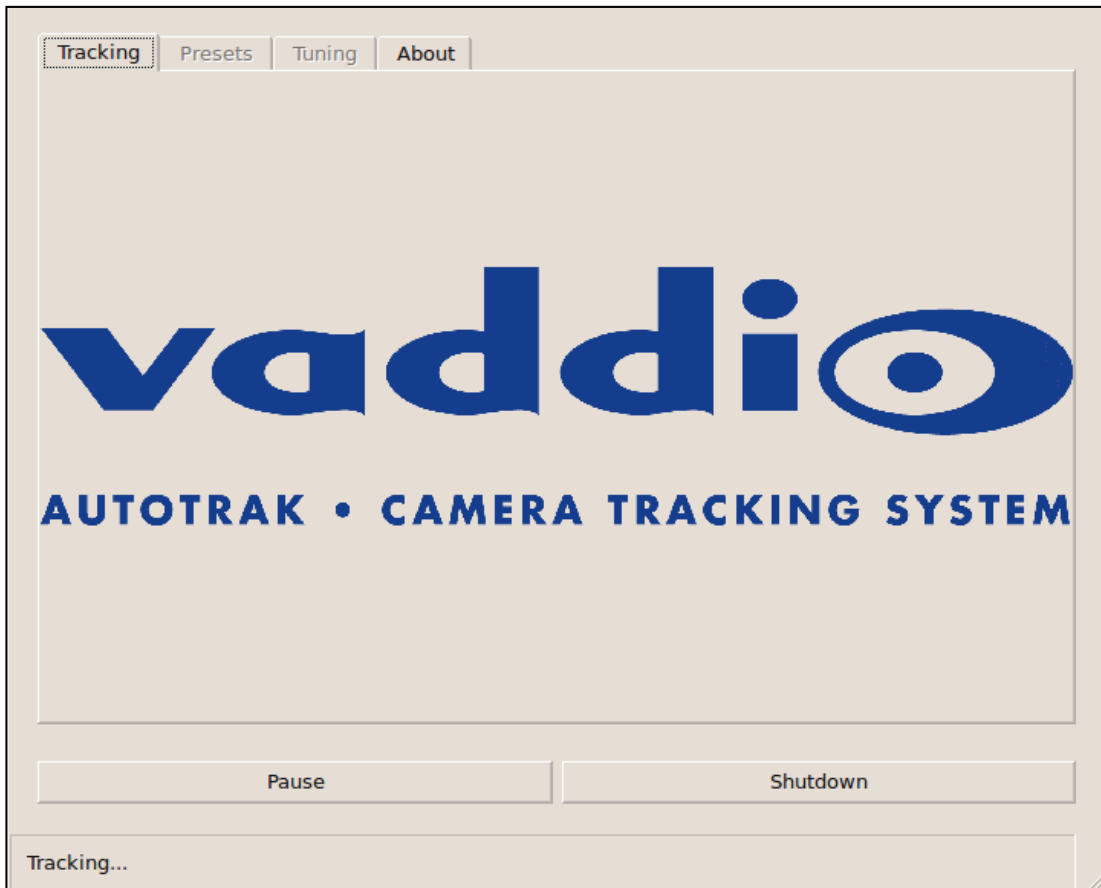 Tracking Presets Tuning About
vaddio
AUTOTRAK • CAMERA TRACKING SYSTEM
Pause Shutdown
Tracking...